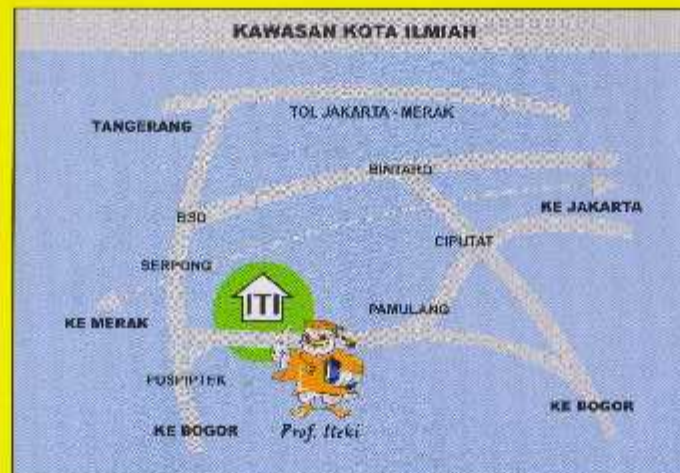 KAWASAN KOTA ILMIAH
TOL JAKARTA - MERAK
TANGERANG
BINTARO
KE JAKARTA
BSD
CIPUTAT
SERPONG
ITI
PAMULANG
KE MERAK
PUSPIPTEK
KE BOGOR
KE BOGOR
Prof. Iteki